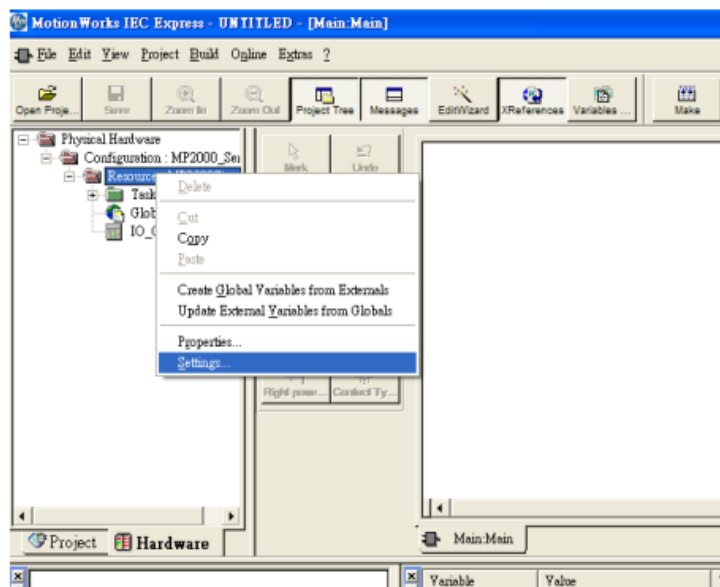 MotionWorks IEC Express - UNTITLED - [Main:Main]
File Edit View Project Build Online Extras ?
Open Proje... Save Zoom In Zoom Out Project Tree Messages EditWizard XReferences Variables ... Make
Physical Hardware
Configuration : MP2000_Se
Resource
Task
Glob
IO_
Mark Undo
Delete
Cut
Copy
Paste
Create Global Variables from Externals
Update External Variables from Globals
Properties...
Settings...
Right powe... Contact Ty...
Project Hardware
Main:Main
Variable Value